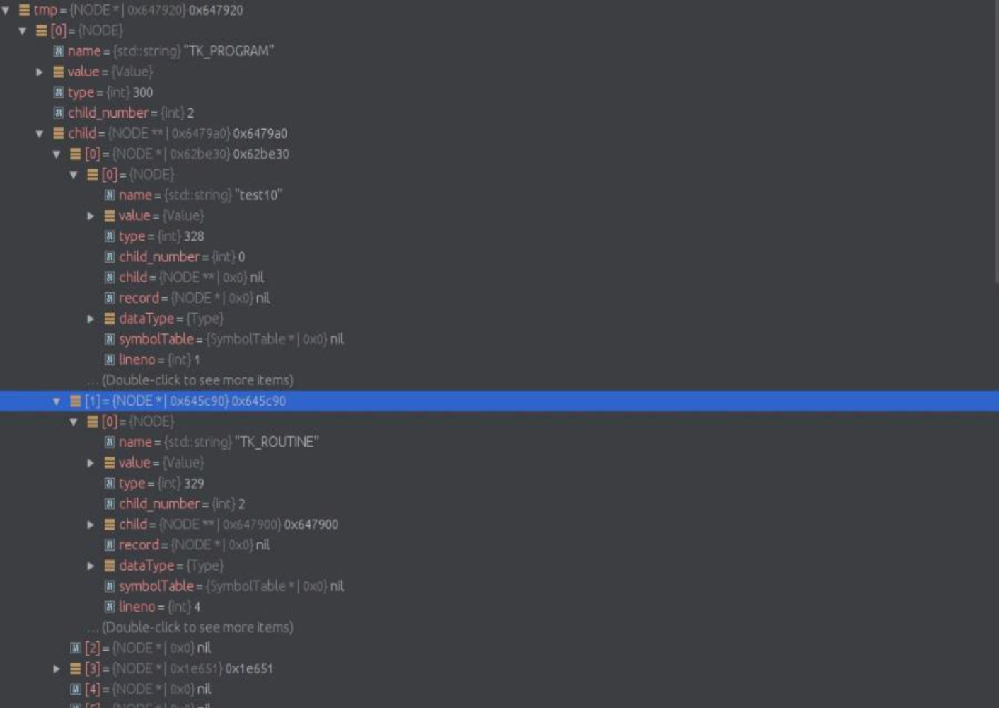 tmp = {NODE * | 0x647920} 0x647920
[0] = {NODE}
name = {std::string} "TK_PROGRAM"
value = {Value}
type = {int} 300
child_number = {int} 2
child = {NODE ** | 0x6479a0} 0x6479a0
[0] = {NODE * | 0x62be30} 0x62be30
[0] = {NODE}
name = {std::string} "test10"
value = {Value}
type = {int} 328
child_number = {int} 0
child = {NODE ** | 0x0} nil
record = {NODE * | 0x0} nil
dataType = {Type}
symbolTable = {SymbolTable * | 0x0} nil
lineno = {int} 1
... (Double-click to see more items)
[1] = {NODE * | 0x645c90} 0x645c90
[0] = {NODE}
name = {std::string} "TK_ROUTINE"
value = {Value}
type = {int} 329
child_number = {int} 2
child = {NODE ** | 0x647900} 0x647900
record = {NODE * | 0x0} nil
dataType = {Type}
symbolTable = {SymbolTable * | 0x0} nil
lineno = {int} 4
... (Double-click to see more items)
[2] = {NODE * | 0x0} nil
[3] = {NODE * | 0x1e651} 0x1e651
[4] = {NODE * | 0x0} nil